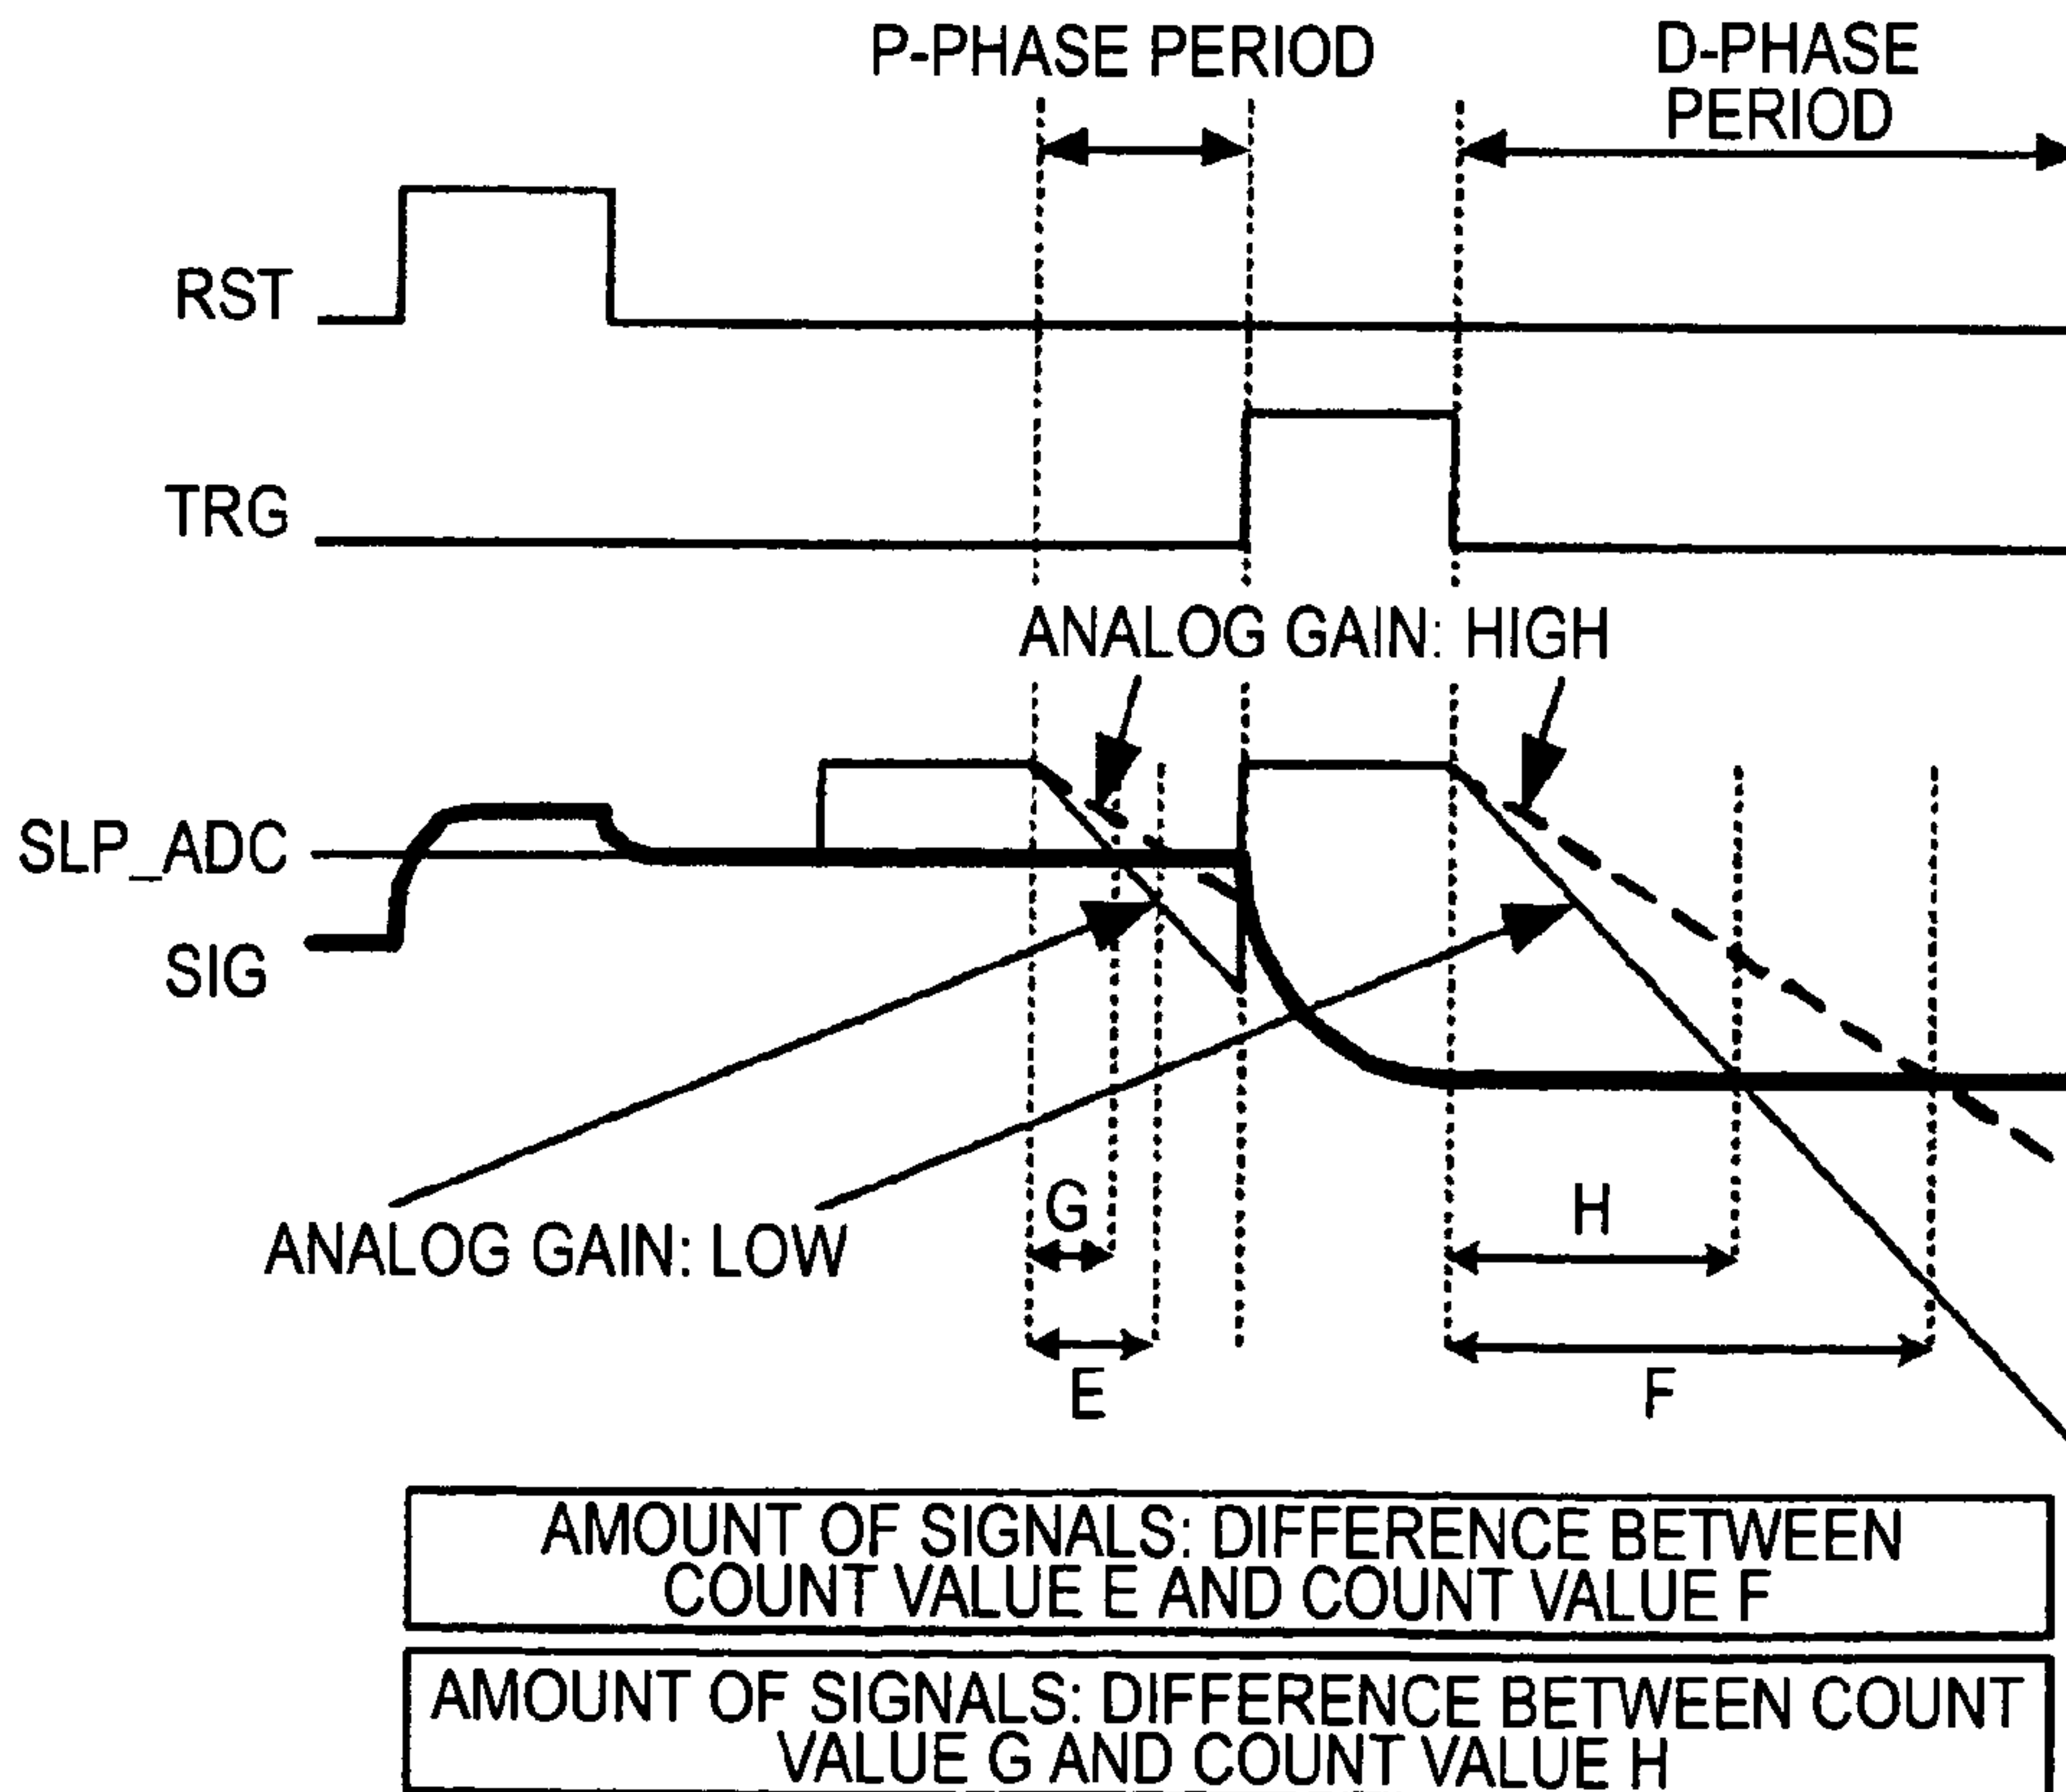 P-PHASE PERIOD
D-PHASE
PERIOD
RST
TRG
ANALOG GAIN: HIGH
SLP_ADC
SIG
G
H
ANALOG GAIN: LOW
E
F
AMOUNT OF SIGNALS: DIFFERENCE BETWEEN
COUNT VALUE E AND COUNT VALUE F
AMOUNT OF SIGNALS: DIFFERENCE BETWEEN COUNT
VALUE G AND COUNT VALUE H